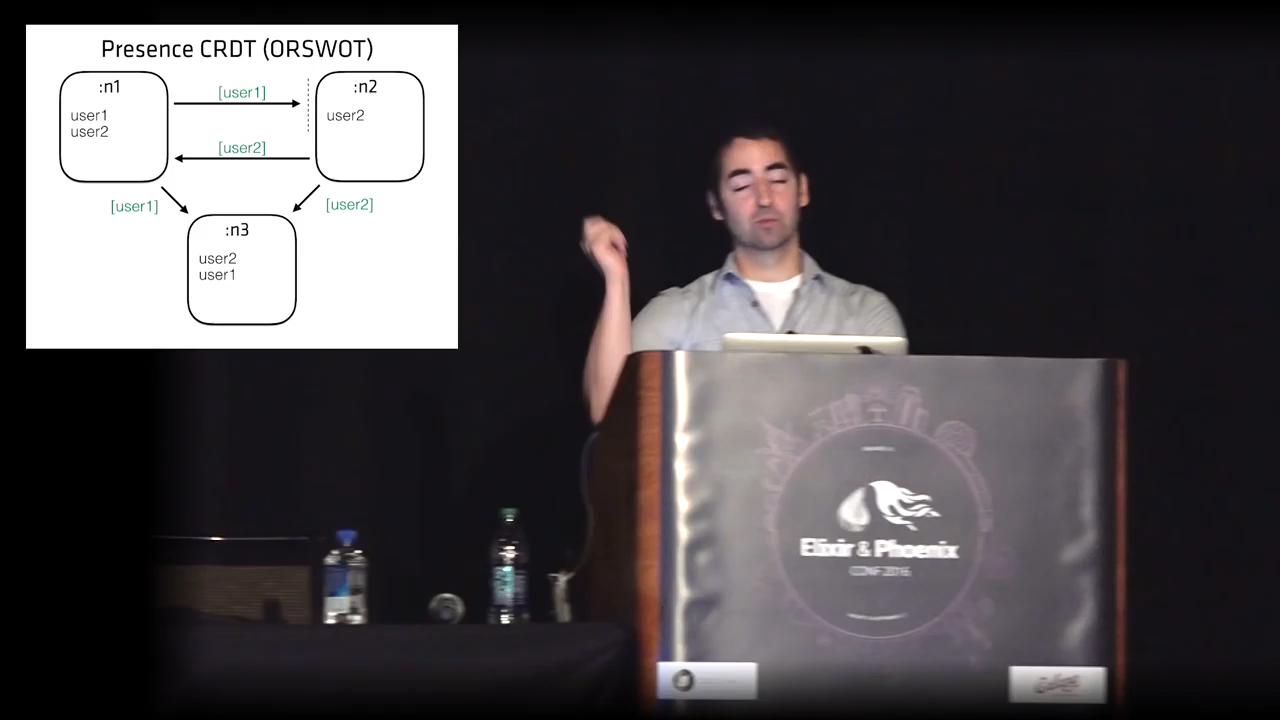 Presence CRDT (ORSWOT)
:n1
user1
user2
[user1]
:n2
user2
[user2]
[user1]
[user2]
:n3
user2
user1
Elixir & Phoenix
CONF 2016